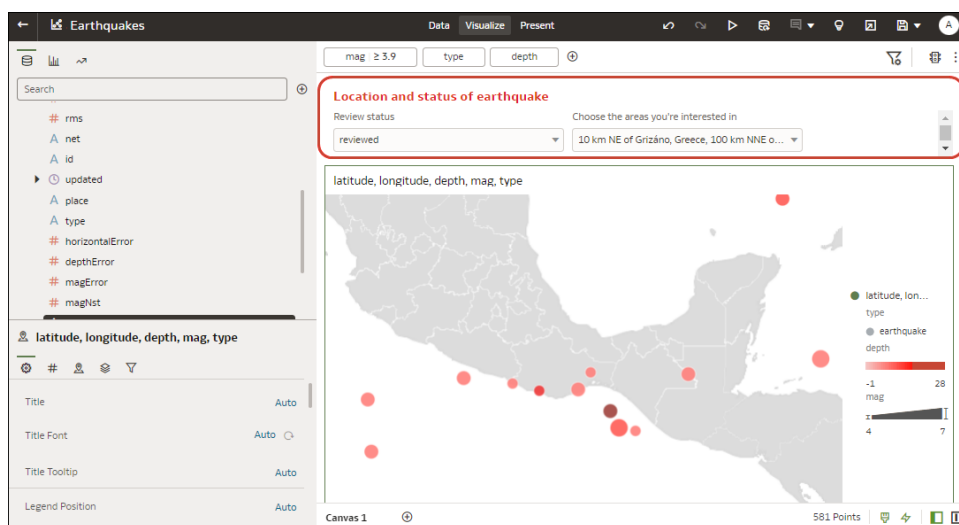 Earthquakes
Data Visualize Present
A
mag ≥ 3.9 type depth
Search
# rms
A net
A id
updated
A place
A type
# horizontalError
# depthError
# magError
# magNst
Location and status of earthquake
Review status Choose the areas you're interested in
reviewed 10 km NE of Grizáno, Greece, 100 km NNE o...
latitude, longitude, depth, mag, type
latitude, lon...
type
earthquake
depth
-1 28
mag
4 7
latitude, longitude, depth, mag, type
#
Title Auto
Title Font Auto
Title Tooltip Auto
Legend Position Auto
Canvas 1 581 Points